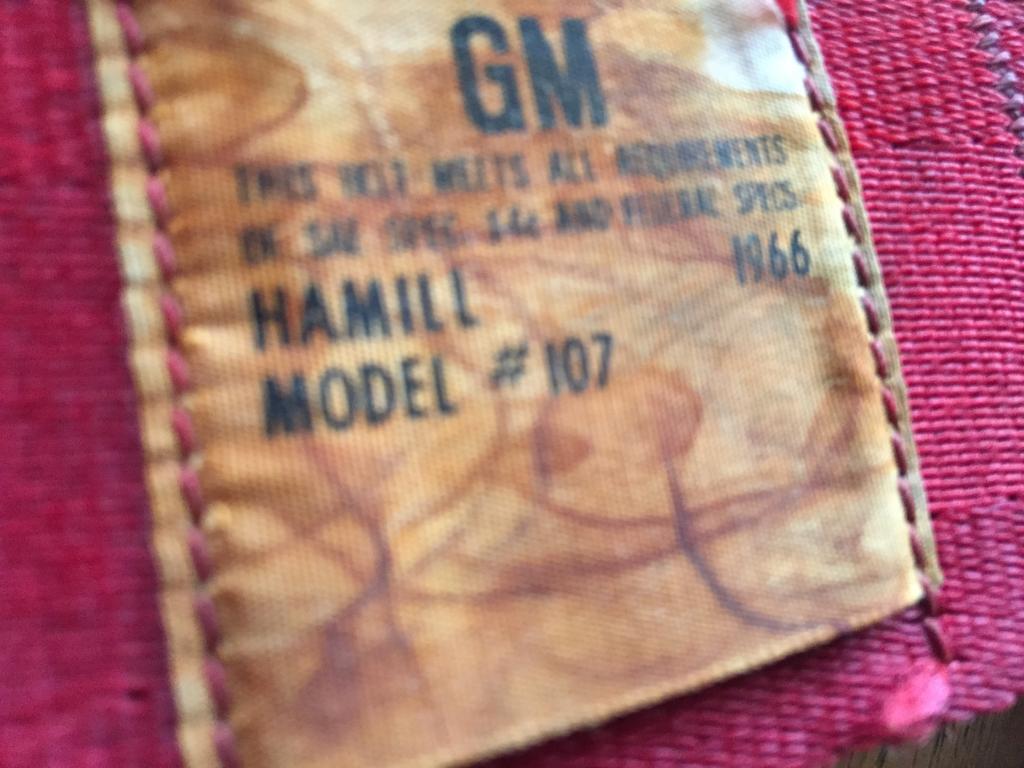 GM
THIS BELT MEETS ALL REQUIREMENTS
OF SAE SPEC. J4c AND FEDERAL SPECS.
HAMILL 1966
MODEL # 107